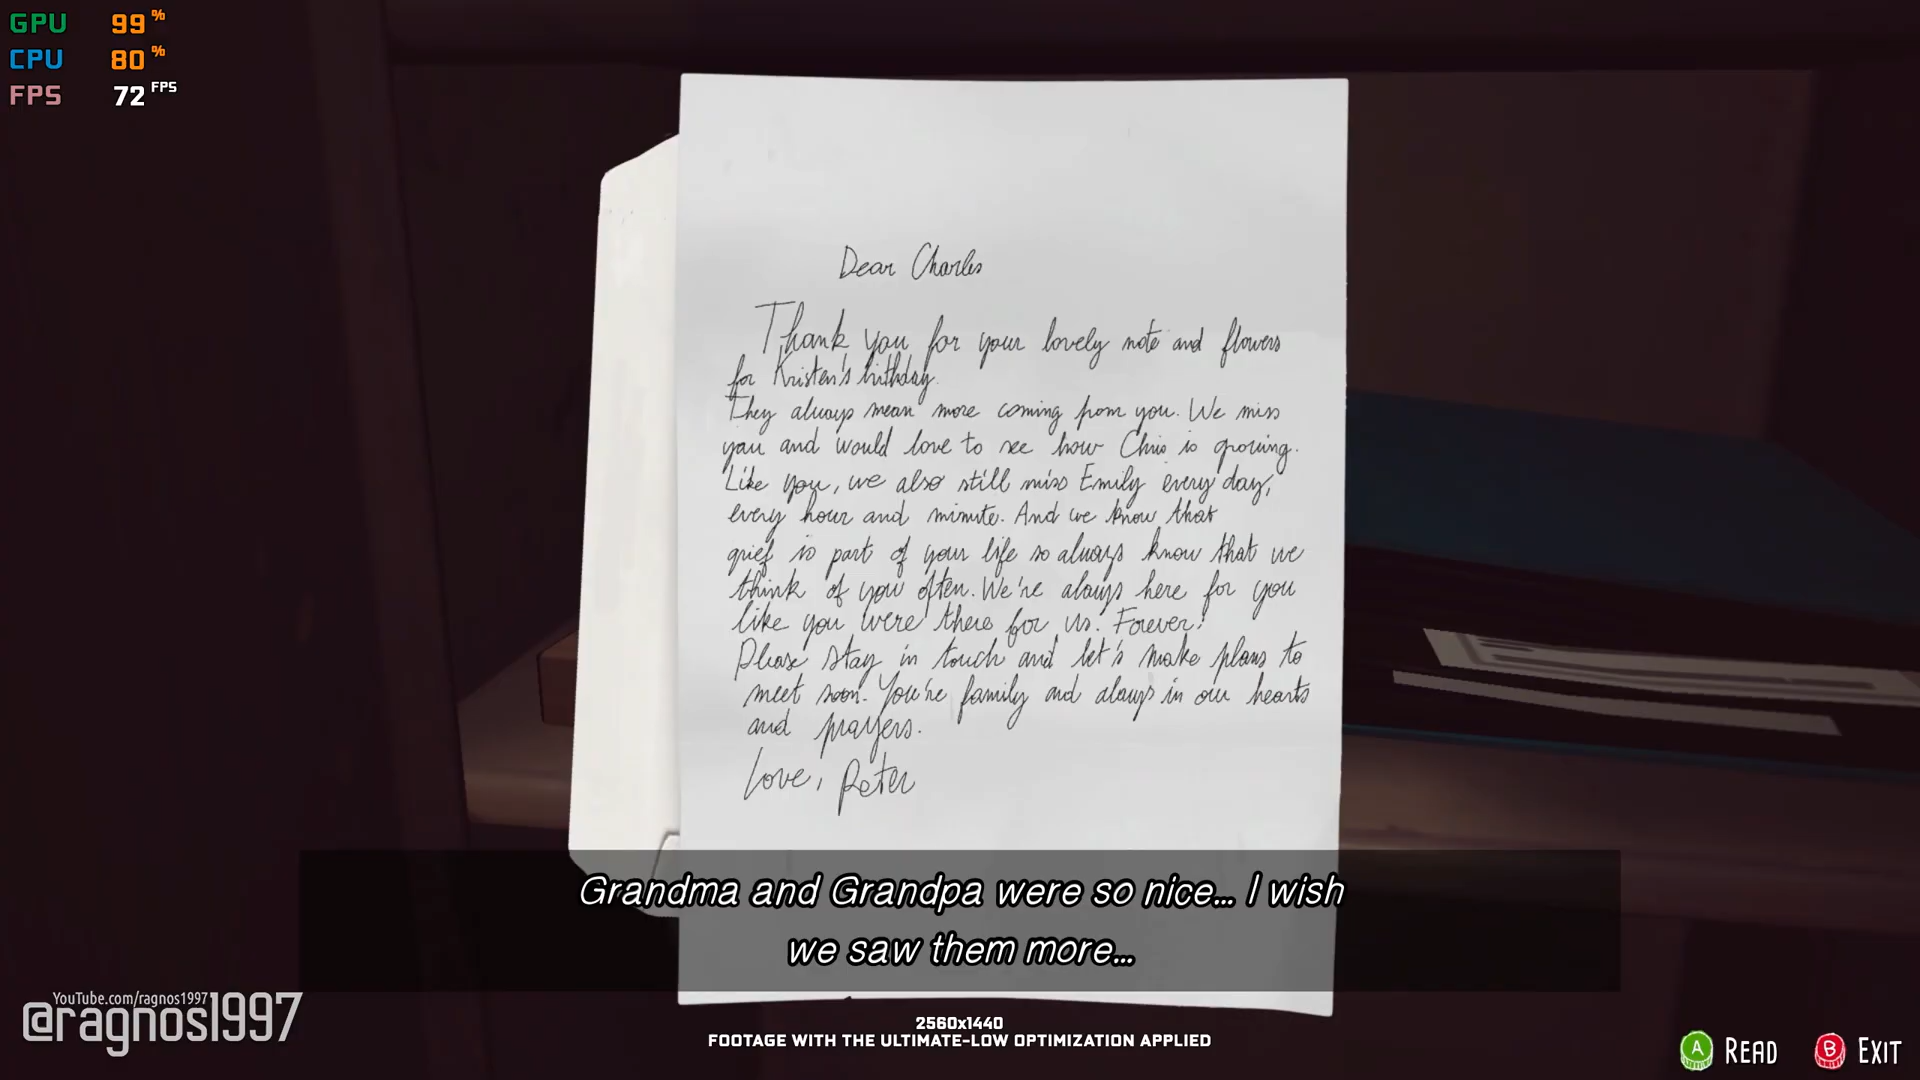 GPU 99 %
CPU 80 %
FPS 72 FPS
Dear Charles
Thank you for your lovely note and flowers
for Kristen's birthday.
They always mean more coming from you. We miss
you and would love to see how Chris is growing.
Like you, we also still miss Emily every day,
every hour and minute. And we know that
grief is part of your life so always know that we
think of you often. We're always here for you
like you were there for us. Forever.
Please stay in touch and let's make plans to
meet soon. You're family and always in our hearts
and prayers.
Love, Peter
Grandma and Grandpa were so nice... I wish
we saw them more...
YouTube.com/ragnos1997
@ragnos1997
2560x1440
FOOTAGE WITH THE ULTIMATE-LOW OPTIMIZATION APPLIED
A READ B EXIT